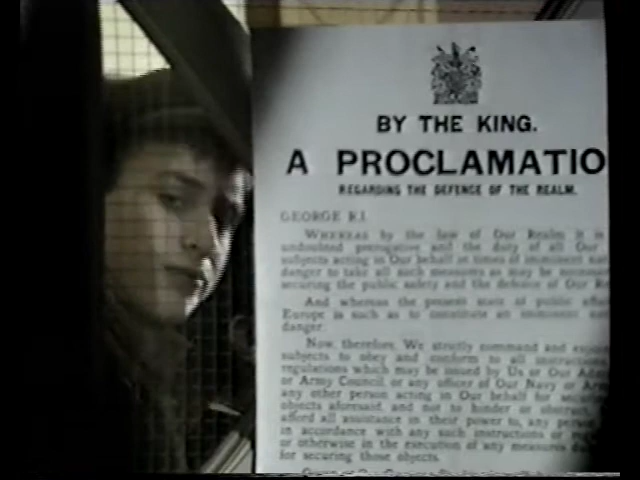 BY THE KING.
A PROCLAMATIO
REGARDING THE DEFENCE OF THE REALM.
GEORGE R.I.
WHEREAS by the law of Our Realm it is
undoubted prerogative and the duty of all Our
subjects acting in Our behalf in times of imminent
danger to take all such measures as may be
securing the public safety and the defence of Our
And whereas the present state of public
Europe is such as to constitute an imminent
danger:
Now, therefore, We strictly command and
subjects to obey and conform to all instructions
regulations which may be issued by Us or Our
or Army Council, or any officer of Our Navy or
any other person acting in Our behalf for
objects aforesaid, and not to hinder or obstruct,
afford all assistance in their power to, any person
in accordance with any such instructions or
or otherwise in the execution of any measures
for securing those objects.